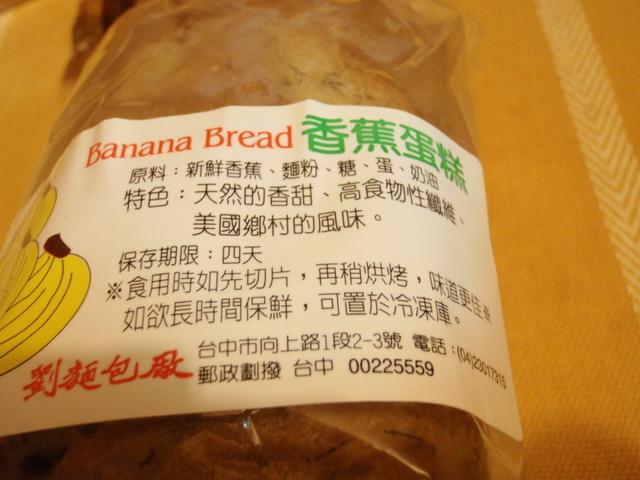 Banana Bread 香蕉蛋糕
原料：新鮮香蕉、麵粉、糖、蛋、奶油
特色：天然的香甜、高食物性纖維、
美國鄉村的風味。
保存期限：四天
※食用時如先切片，再稍烘烤，味道更佳※
如欲長時間保鮮，可置於冷凍庫。
劉麵包廠 台中市向上路1段2-3號 電話：(04)23017315
郵政劃撥 台中 00225559